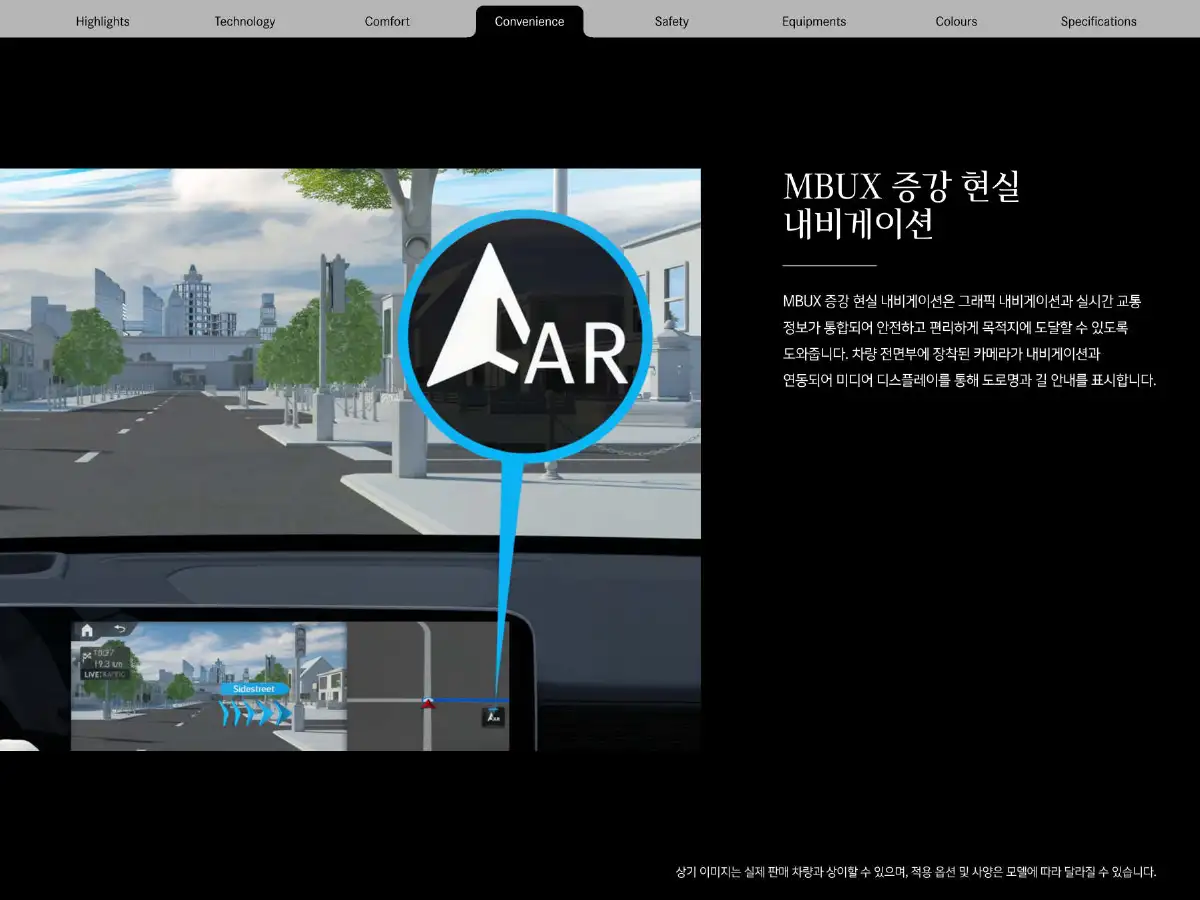 Highlights
Technology
Comfort
Convenience
Safety
Equipments
Colours
Specifications
MBUX 증강 현실
내비게이션
MBUX 증강 현실 내비게이션은 그래픽 내비게이션과 실시간 교통
정보가 통합되어 안전하고 편리하게 목적지에 도달할 수 있도록
도와줍니다. 차량 전면부에 장착된 카메라가 내비게이션과
연동되어 미디어 디스플레이를 통해 도로명과 길 안내를 표시합니다.
AR
19.3 km
LIVE TRAFFIC
Sidestreet
AR
상기 이미지는 실제 판매 차량과 상이할 수 있으며, 적용 옵션 및 사양은 모델에 따라 달라질 수 있습니다.